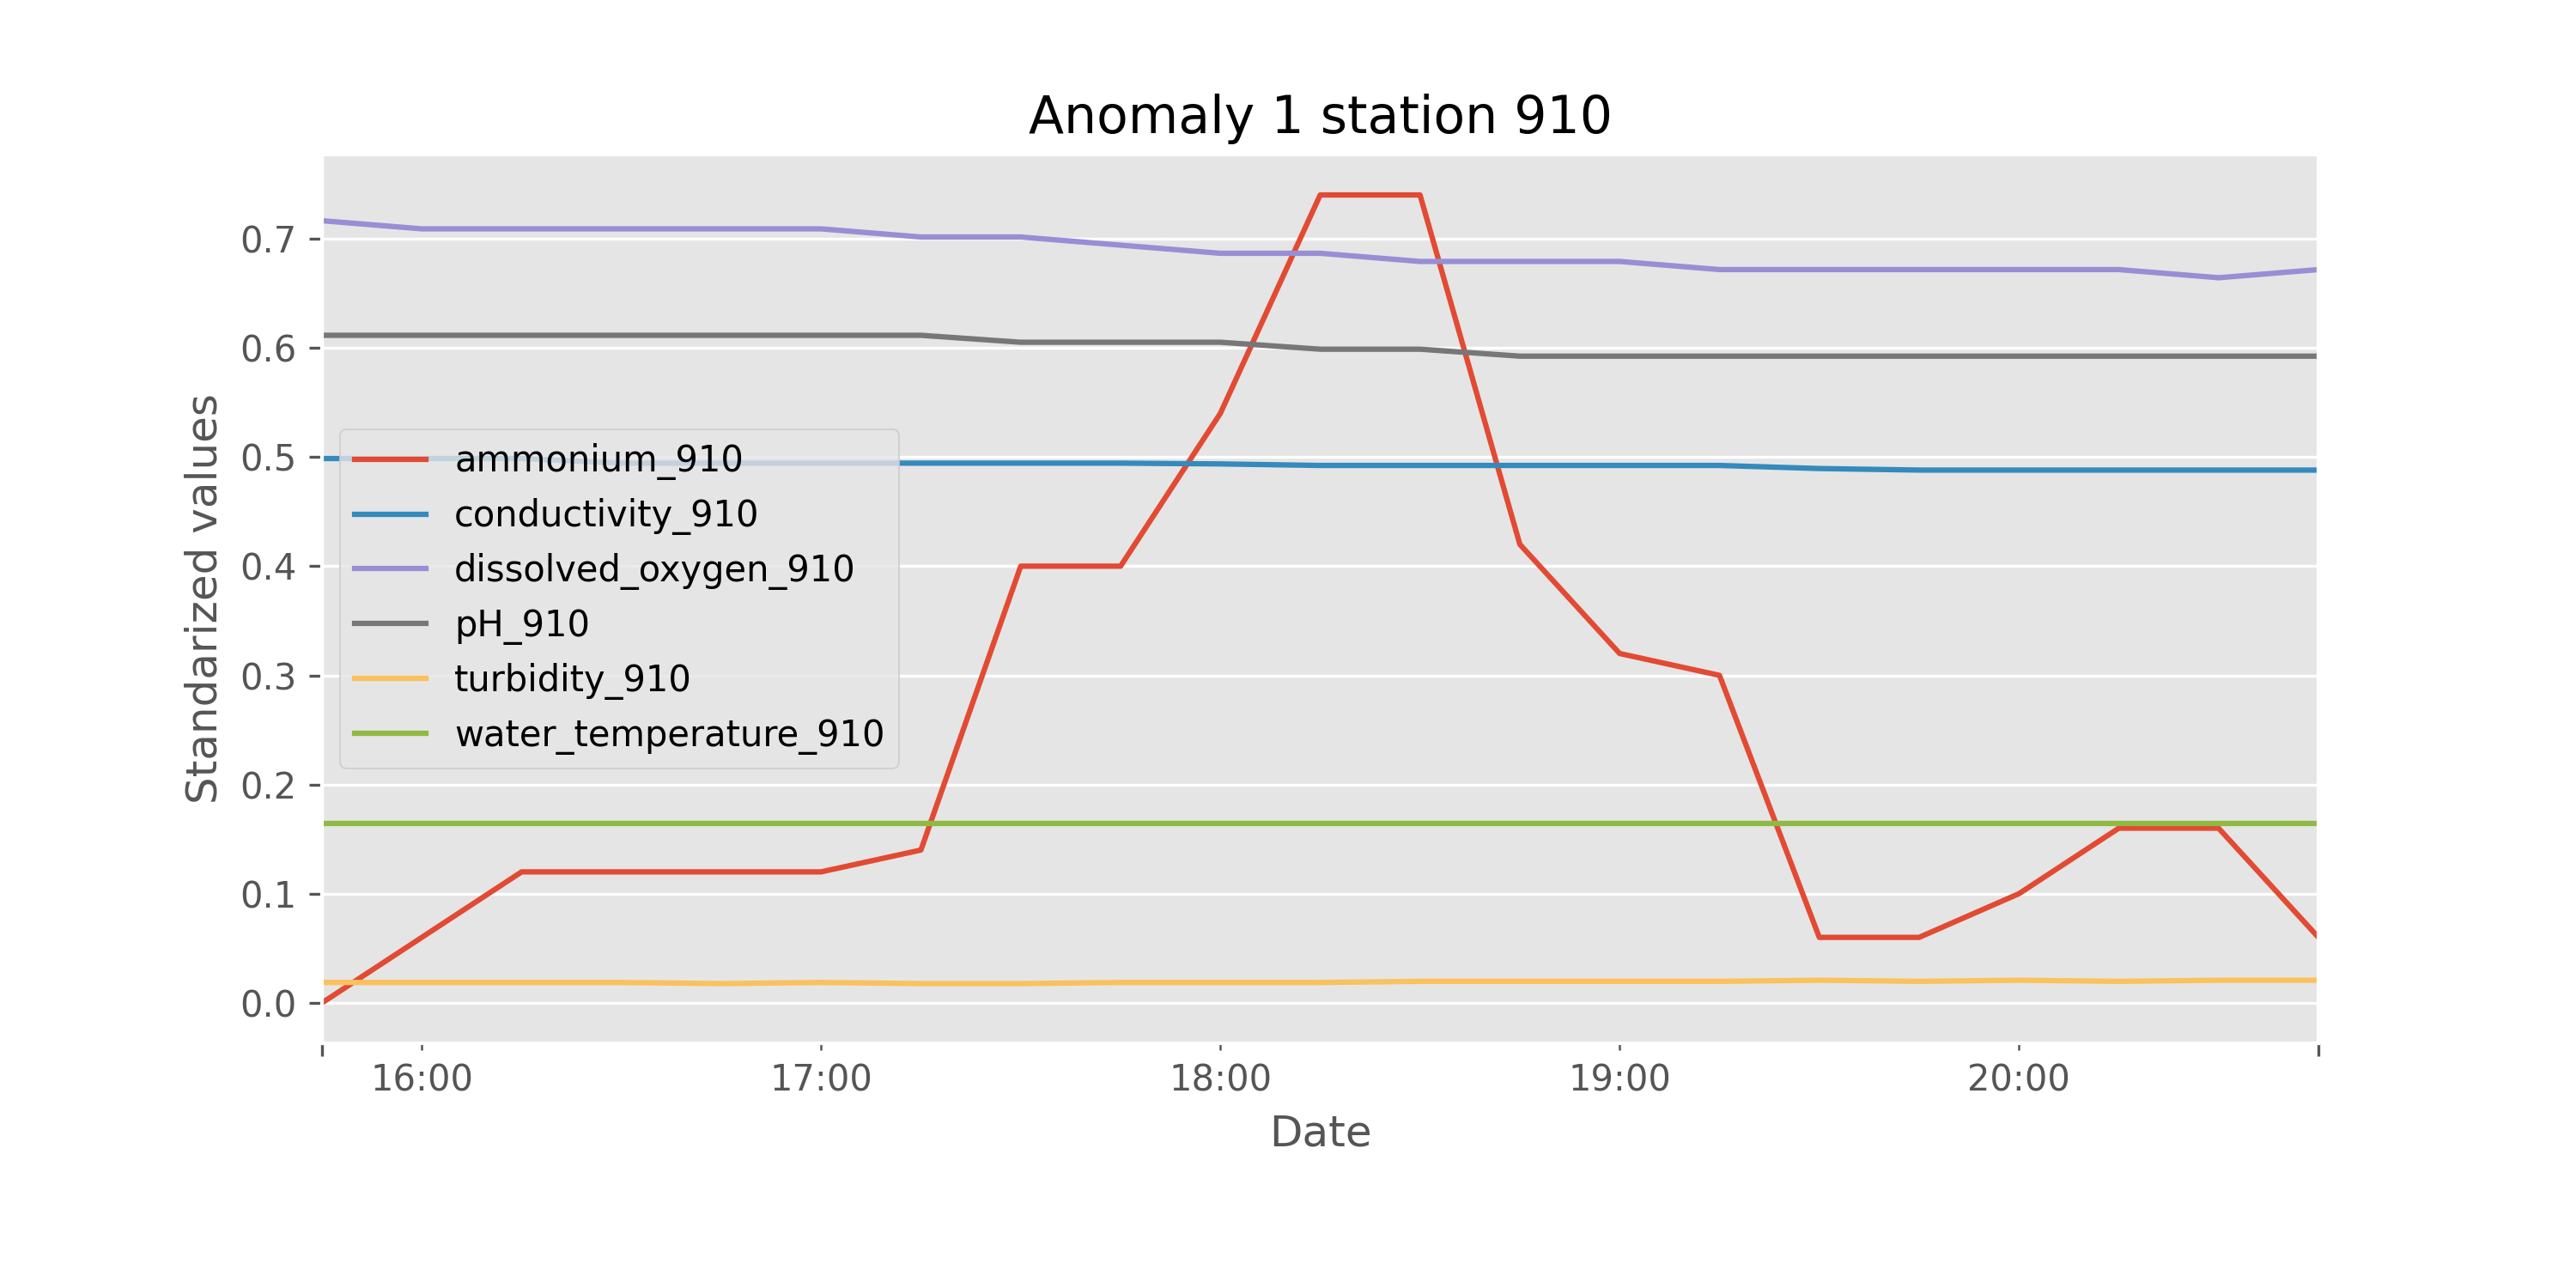 Anomaly 1 station 910
Standarized values
0.7
0.6
0.5
0.4
0.3
0.2
0.1
0.0
ammonium_910
conductivity_910
dissolved_oxygen_910
pH_910
turbidity_910
water_temperature_910
16:00 17:00 18:00 19:00 20:00
Date